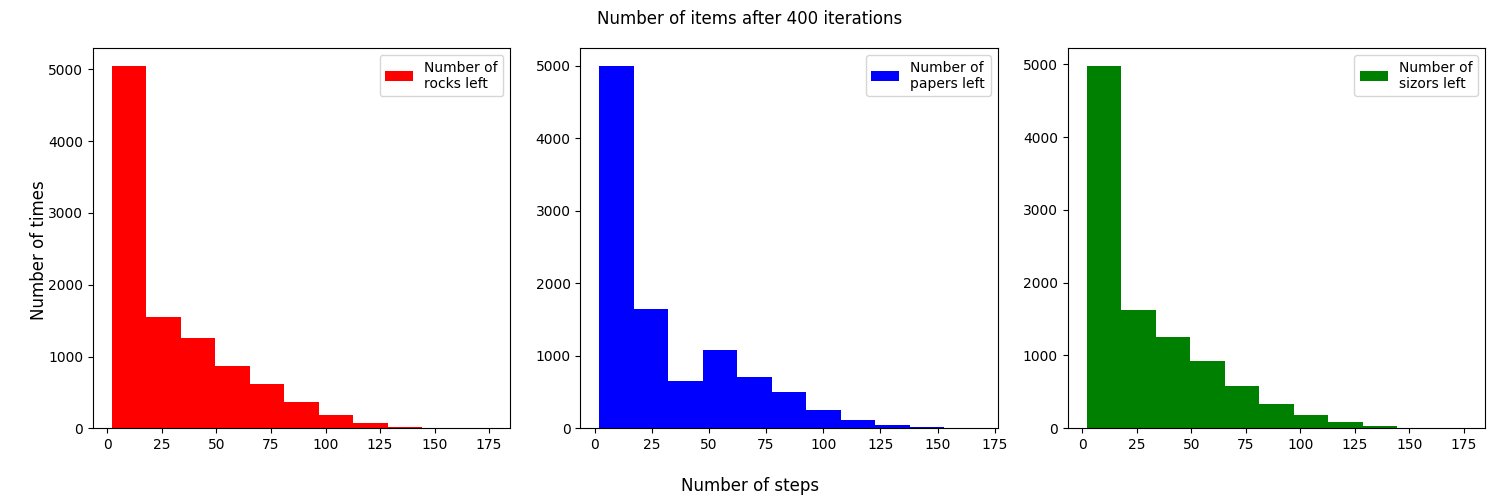 Number of items after 400 iterations
Number of times
5000
4000
3000
2000
1000
0
0 25 50 75 100 125 150 175
Number of
rocks left
5000
4000
3000
2000
1000
0
0 25 50 75 100 125 150 175
Number of
papers left
5000
4000
3000
2000
1000
0
0 25 50 75 100 125 150 175
Number of
sizors left
Number of steps